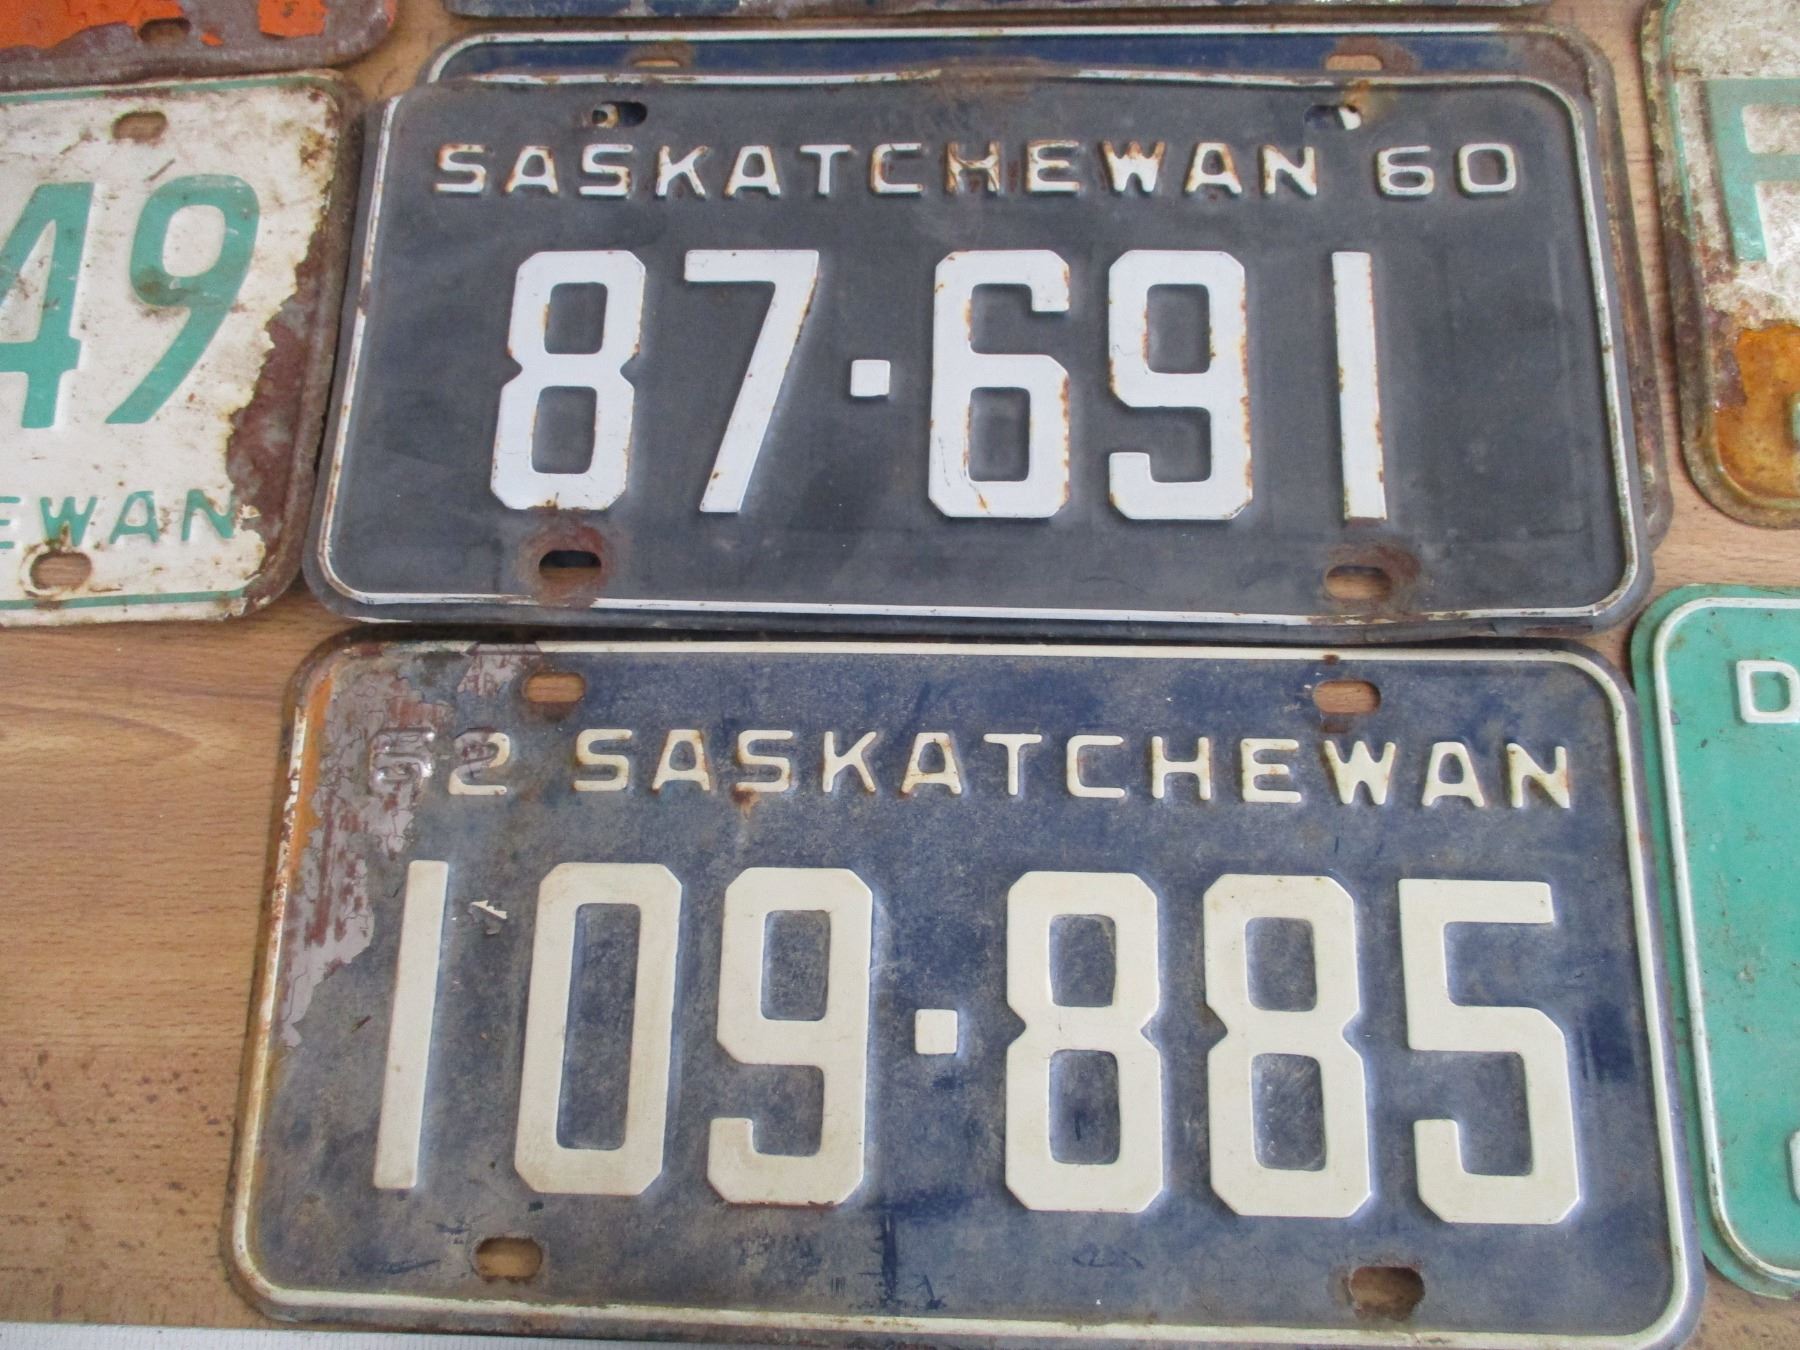 SASKATCHEWAN 60
87·691
49
EWAN
62 SASKATCHEWAN
109·885